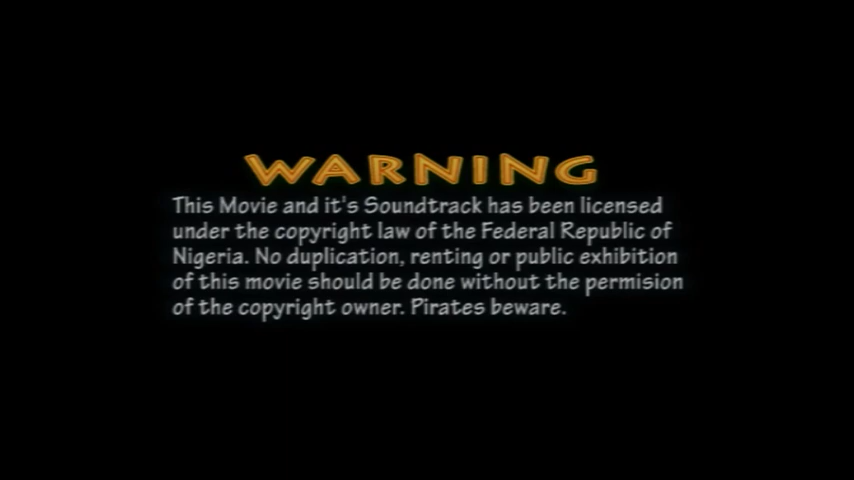 WARNING
This Movie and it's Soundtrack has been licensed
under the copyright law of the Federal Republic of
Nigeria. No duplication, renting or public exhibition
of this movie should be done without the permision
of the copyright owner. Pirates beware.